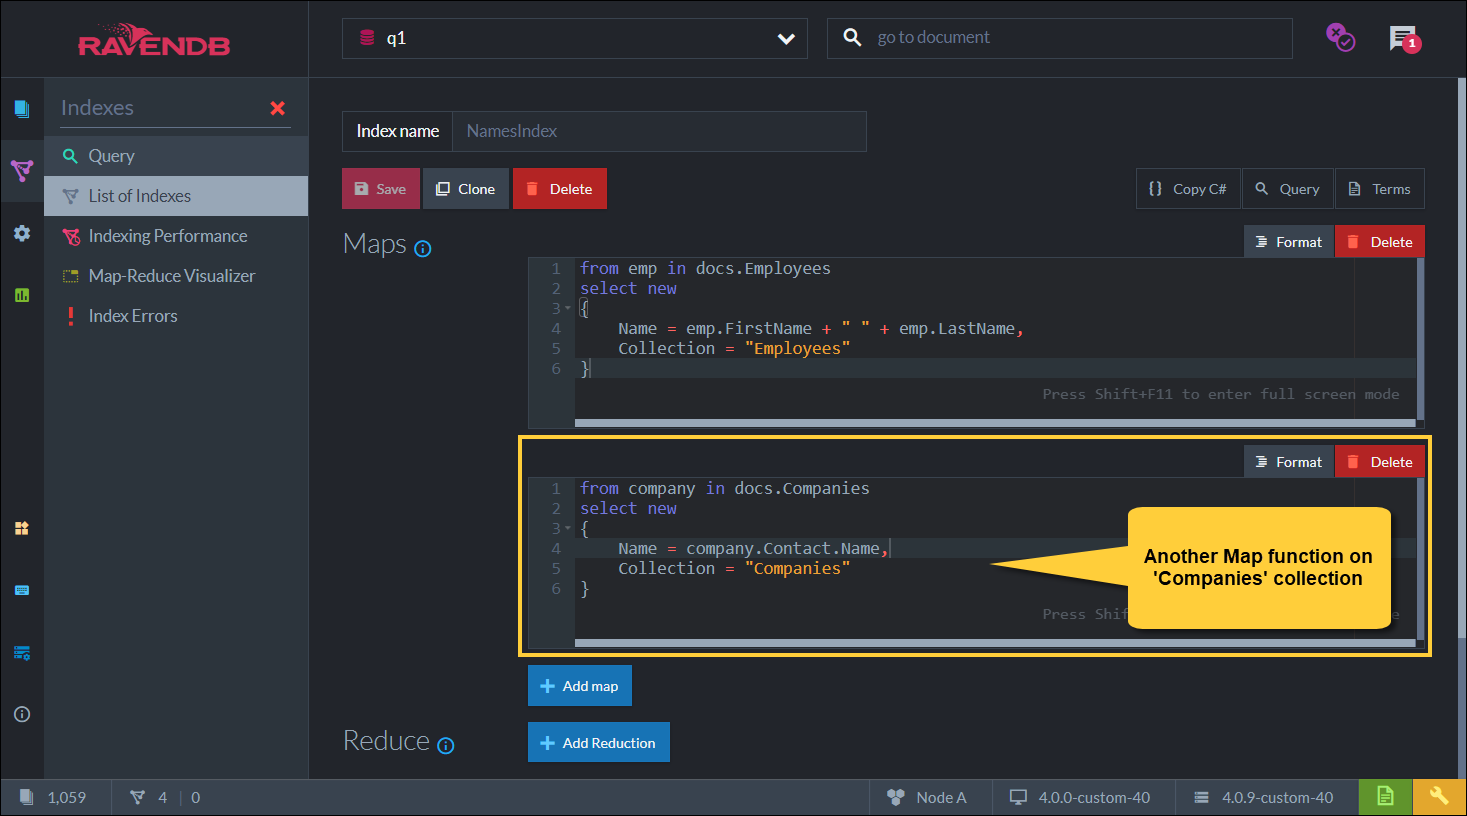 RAVENDB
q1
go to document
1
Indexes
Query
List of Indexes
Indexing Performance
Map-Reduce Visualizer
Index Errors
Index name NamesIndex
Save Clone Delete Copy C# Query Terms
Maps
Format Delete
1 from emp in docs.Employees
2 select new
3 {
4 Name = emp.FirstName + " " + emp.LastName,
5 Collection = "Employees"
6 }
Press Shift+F11 to enter full screen mode
Format Delete
1 from company in docs.Companies
2 select new
3 {
4 Name = company.Contact.Name,
5 Collection = "Companies"
6 }
Press
Another Map function on
'Companies' collection
Add map
Reduce
Add Reduction
1,059 4 | 0 Node A 4.0.0-custom-40 4.0.9-custom-40